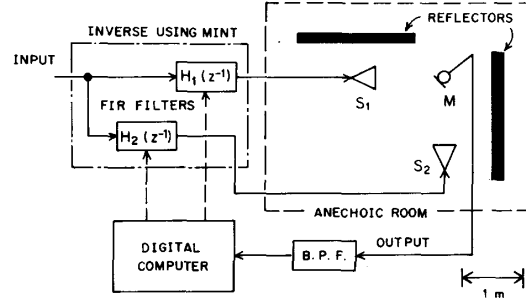 REFLECTORS
INVERSE USING MINT
INPUT
H₁(z⁻¹)
S₁
M
FIR FILTERS
H₂(z⁻¹)
S₂
ANECHOIC ROOM
DIGITAL
COMPUTER
B.P.F.
OUTPUT
1 m